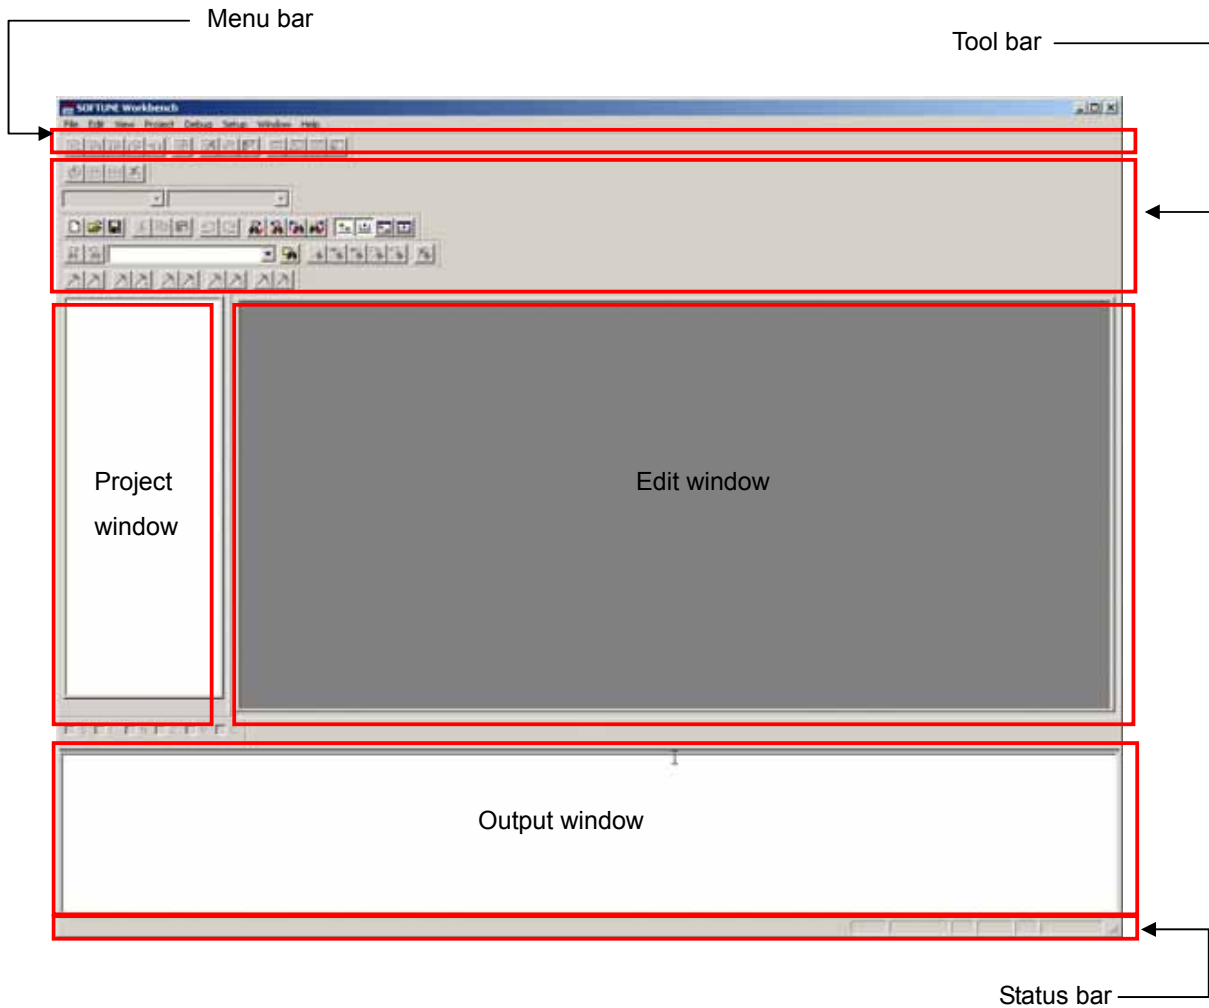 Menu bar
Tool bar
SOFTUNE Workbench
File Edit View Project Debug Setup Window Help
Project
window
Edit window
Output window
Status bar